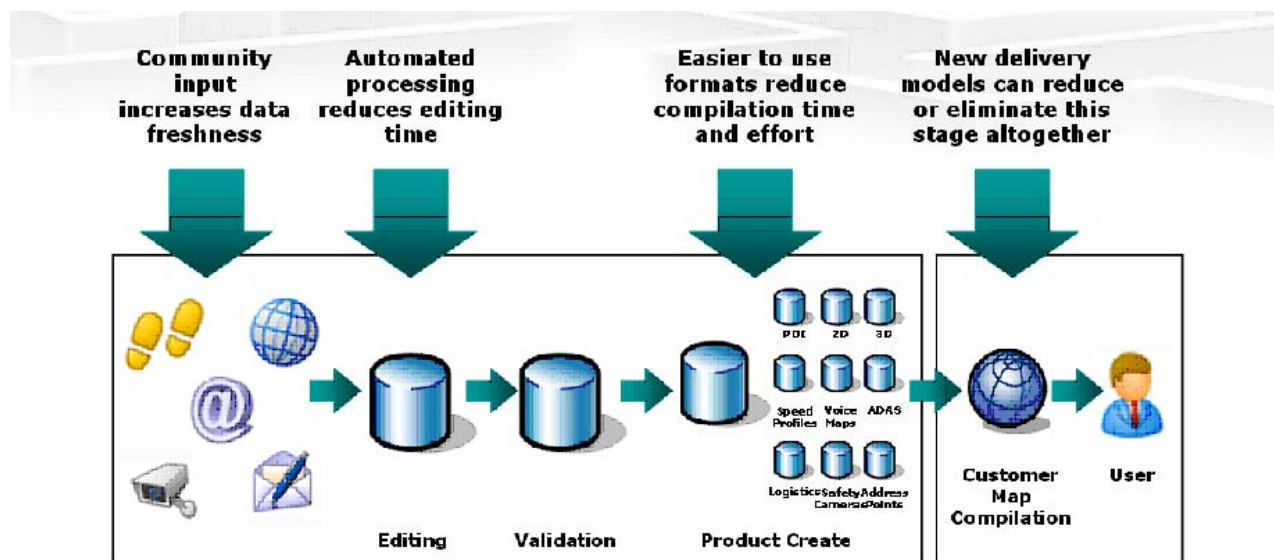 Community
input
increases data
freshness
Automated
processing
reduces editing
time
Easier to use
formats reduce
compilation time
and effort
New delivery
models can reduce
or eliminate this
stage altogether
@
POI 2D 3D
Speed Profiles Voice Maps ADAS
Logistics Safety Cameras Address Points
Editing Validation Product Create
Customer
Map
Compilation
User